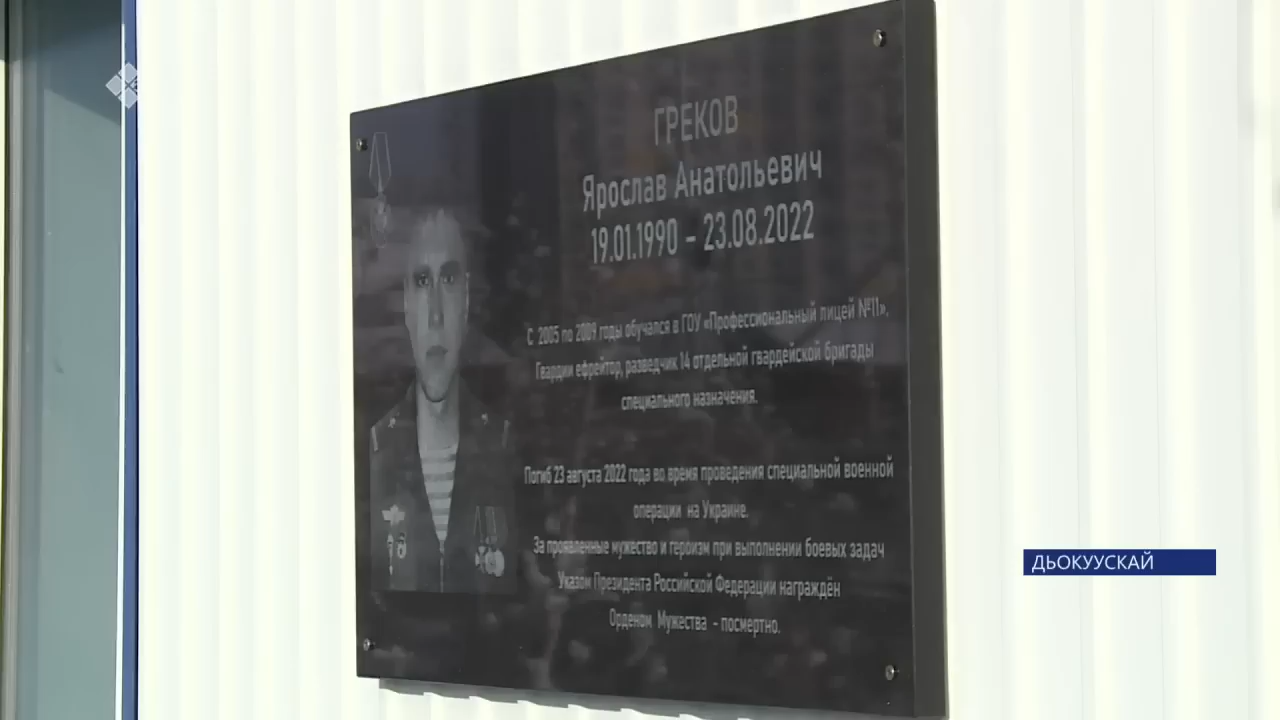 ГРЕКОВ
Ярослав Анатольевич
19.01.1990 – 23.08.2022
С 2005 по 2009 годы обучался в ГОУ «Профессиональный лицей №11».
Гвардии ефрейтор, разведчик 14 отдельной гвардейской бригады
специального назначения.
Погиб 23 августа 2022 года во время проведения специальной военной
операции на Украине.
За проявленные мужество и героизм при выполнении боевых задач
Указом Президента Российской Федерации награждён
Орденом Мужества - посмертно.
ДЬОКУУСКАЙ